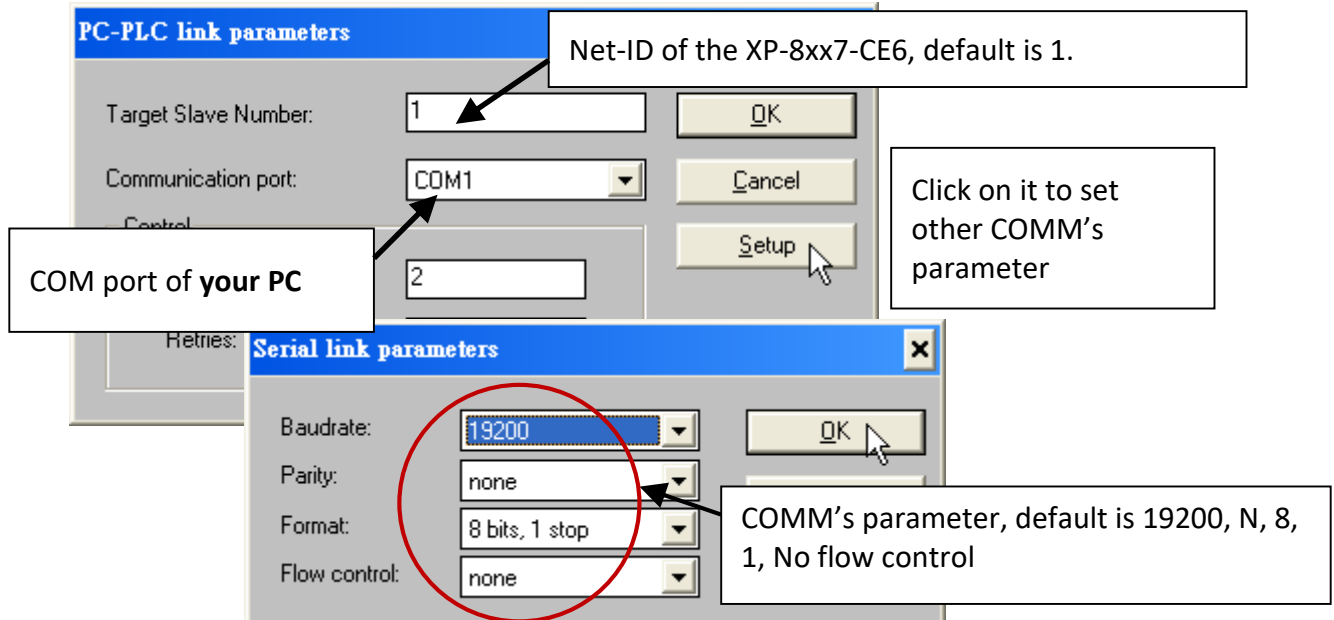 PC-PLC link parameters
Net-ID of the XP-8xx7-CE6, default is 1.
Target Slave Number:
1
OK
Communication port:
COM1
Cancel
Click on it to set
other COMM's
parameter
Control
Setup
COM port of your PC
2
Retries:
Serial link parameters
Baudrate:
19200
OK
Parity:
none
COMM's parameter, default is 19200, N, 8,
1, No flow control
Format:
8 bits, 1 stop
Flow control:
none